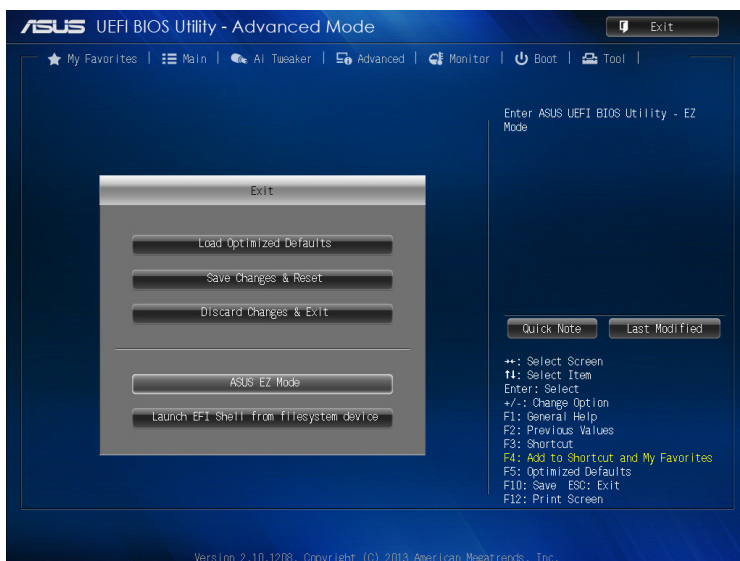 ASUS UEFI BIOS Utility - Advanced Mode
Exit
My Favorites | Main | Ai Tweaker | Advanced | Monitor | Boot | Tool |
Enter ASUS UEFI BIOS Utility - EZ
Mode
Exit
Load Optimized Defaults
Save Changes & Reset
Discard Changes & Exit
ASUS EZ Mode
Launch EFI Shell from filesystem device
Quick Note
Last Modified
→←: Select Screen
↑↓: Select Item
Enter: Select
+/-: Change Option
F1: General Help
F2: Previous Values
F3: Shortcut
F4: Add to Shortcut and My Favorites
F5: Optimized Defaults
F10: Save ESC: Exit
F12: Print Screen
Version 2.10.1208. Copyright (C) 2013 American Megatrends, Inc.